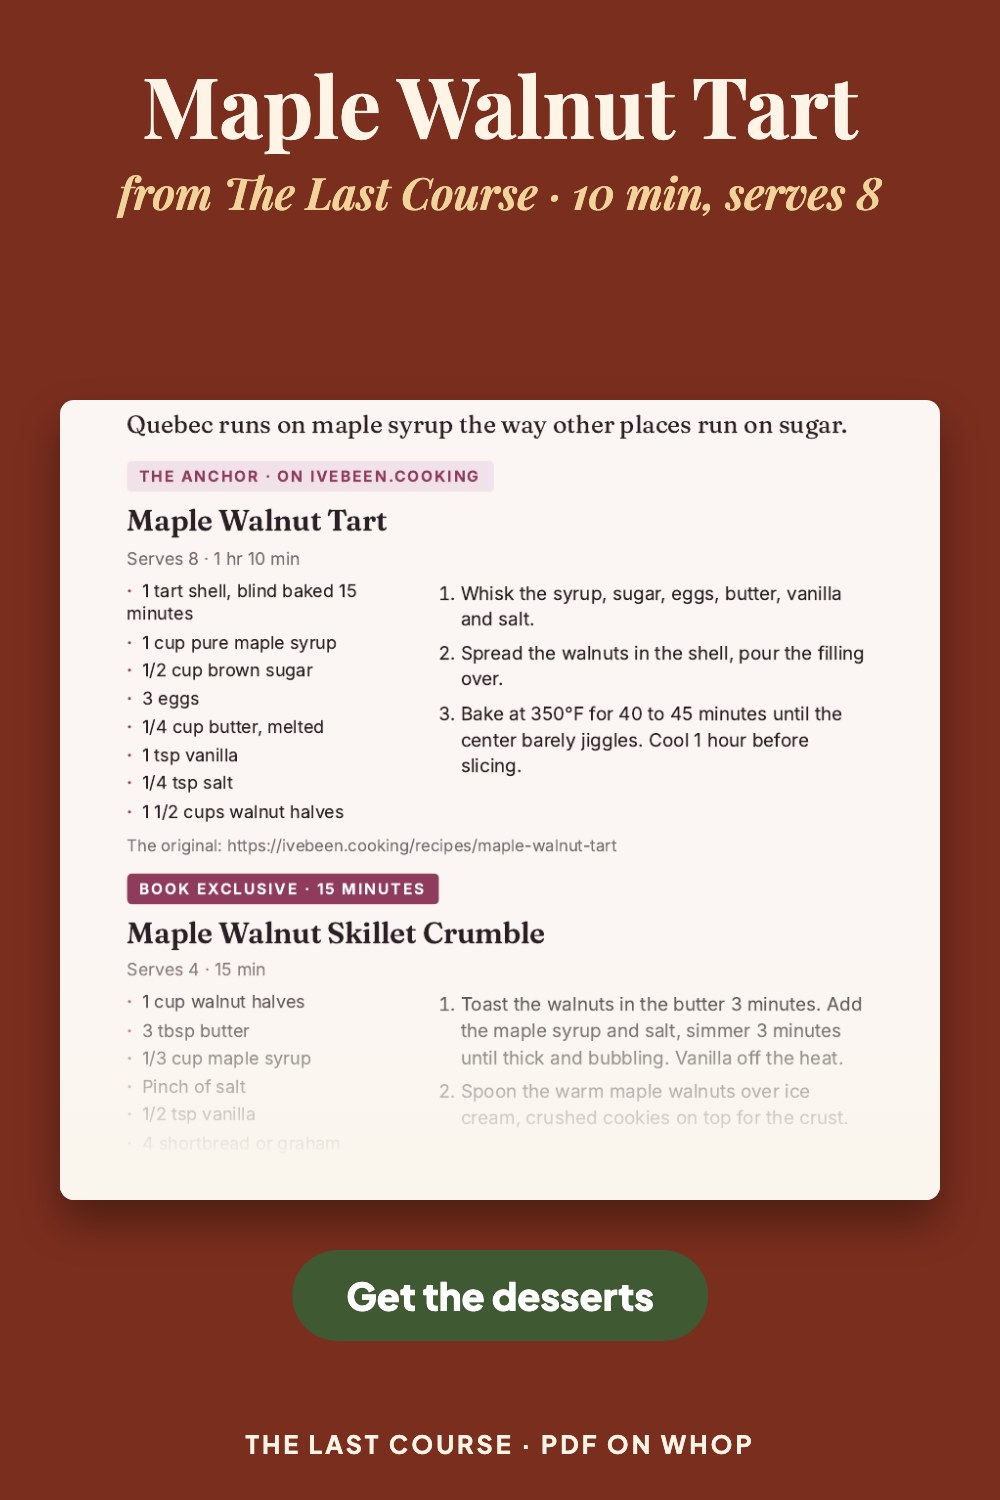 Maple Walnut Tart
from The Last Course · 10 min, serves 8
Quebec runs on maple syrup the way other places run on sugar.
THE ANCHOR · ON IVEBEEN.COOKING
Maple Walnut Tart
Serves 8 · 1 hr 10 min
· 1 tart shell, blind baked 15
minutes
· 1 cup pure maple syrup
· 1/2 cup brown sugar
· 3 eggs
· 1/4 cup butter, melted
· 1 tsp vanilla
· 1/4 tsp salt
· 1 1/2 cups walnut halves
1. Whisk the syrup, sugar, eggs, butter, vanilla
and salt.
2. Spread the walnuts in the shell, pour the filling
over.
3. Bake at 350°F for 40 to 45 minutes until the
center barely jiggles. Cool 1 hour before
slicing.
The original: https://ivebeen.cooking/recipes/maple-walnut-tart
BOOK EXCLUSIVE · 15 MINUTES
Maple Walnut Skillet Crumble
Serves 4 · 15 min
· 1 cup walnut halves
· 3 tbsp butter
· 1/3 cup maple syrup
· Pinch of salt
· 1/2 tsp vanilla
· 4 shortbread or graham
1. Toast the walnuts in the butter 3 minutes. Add
the maple syrup and salt, simmer 3 minutes
until thick and bubbling. Vanilla off the heat.
2. Spoon the warm maple walnuts over ice
cream, crushed cookies on top for the crust.
Get the desserts
THE LAST COURSE · PDF ON WHOP